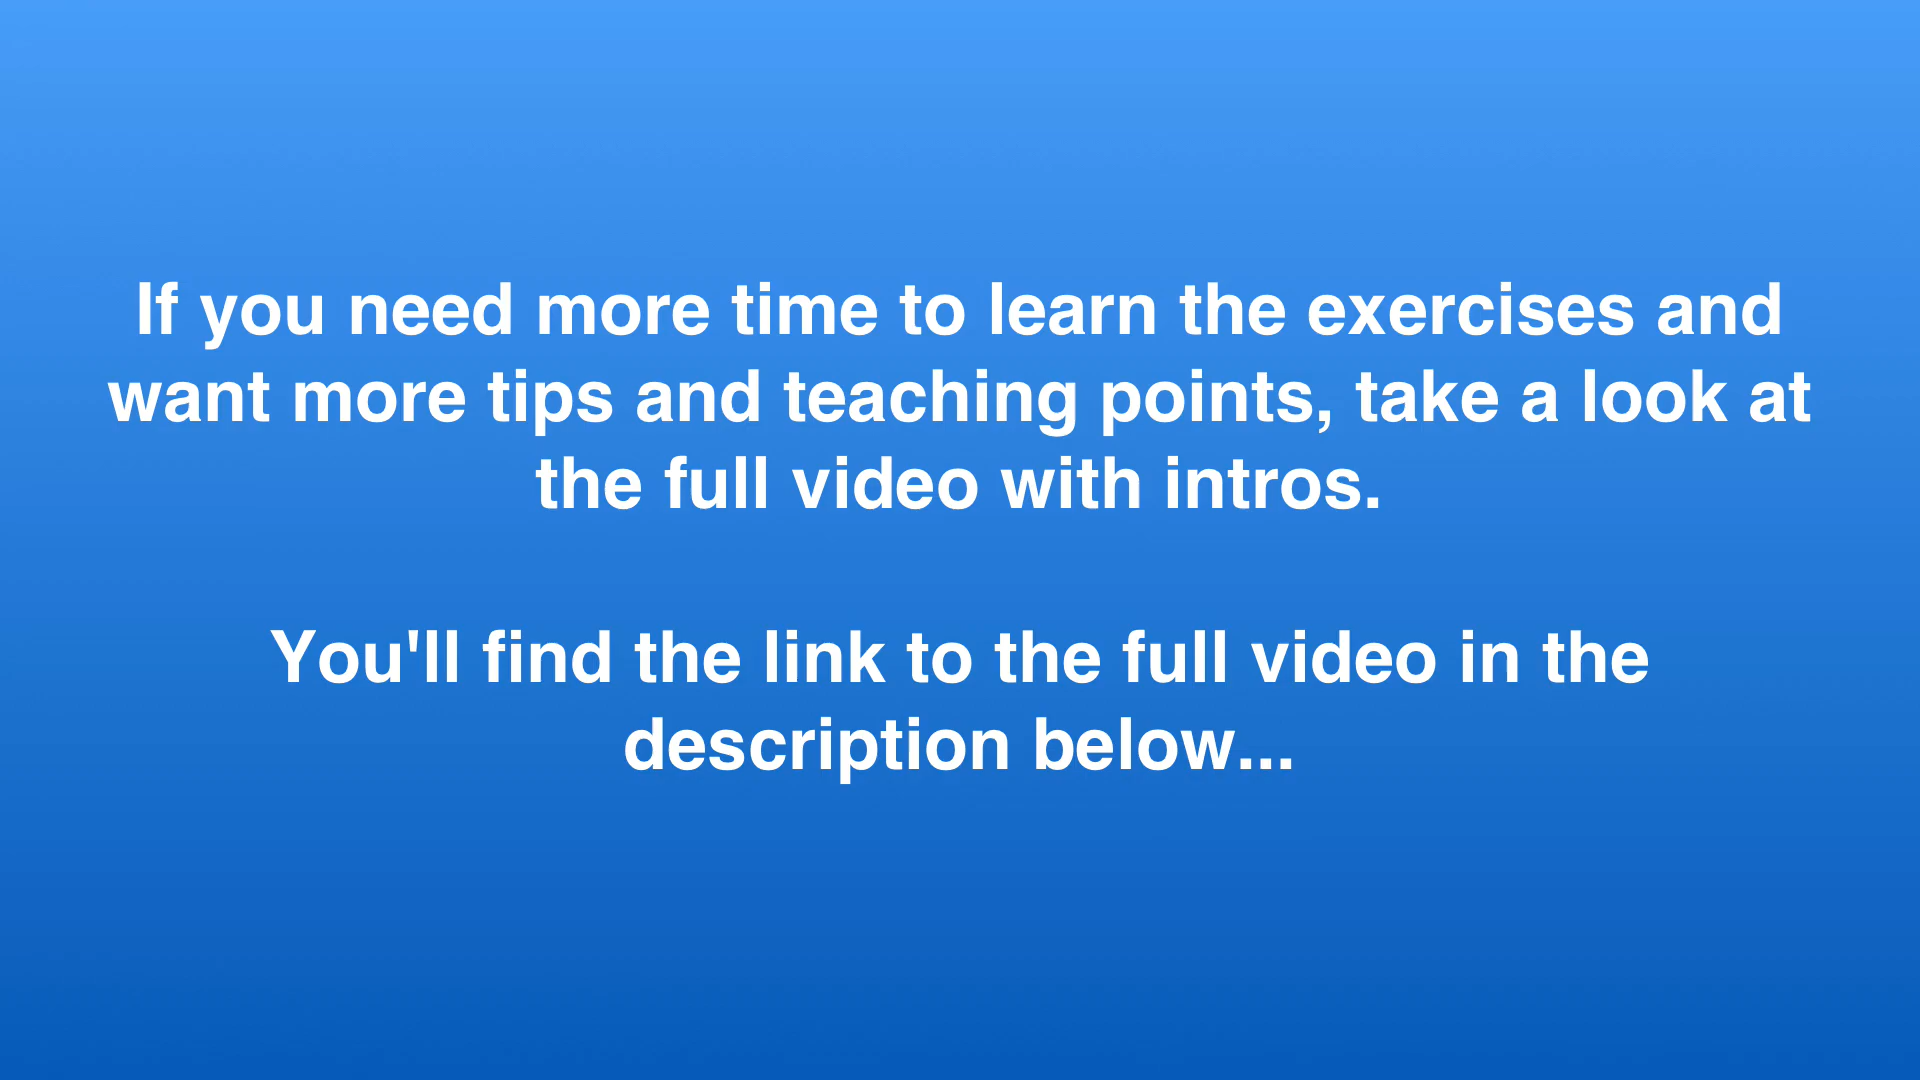 If you need more time to learn the exercises and
want more tips and teaching points, take a look at
the full video with intros.
You'll find the link to the full video in the
description below...